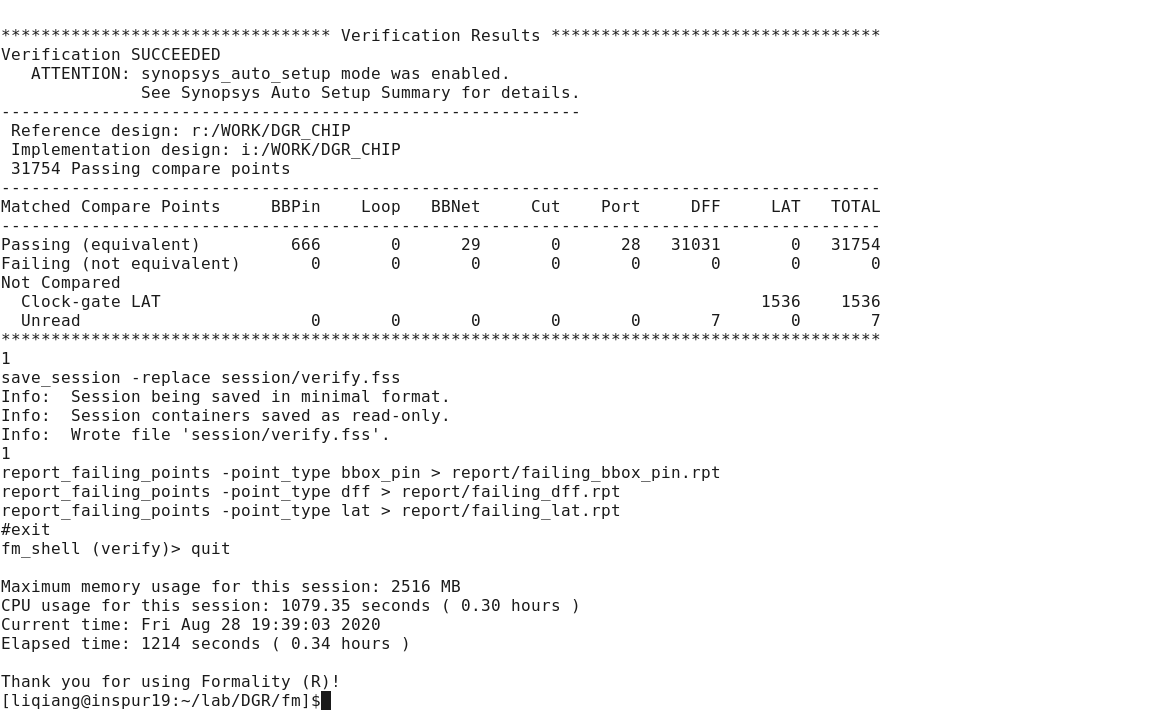 ********************************* Verification Results *********************************
Verification SUCCEEDED
   ATTENTION: synopsys_auto_setup mode was enabled.
              See Synopsys Auto Setup Summary for details.
----------------------------------------------------------
 Reference design: r:/WORK/DGR_CHIP
 Implementation design: i:/WORK/DGR_CHIP
 31754 Passing compare points
----------------------------------------------------------------------------------------
Matched Compare Points     BBPin    Loop   BBNet     Cut    Port     DFF     LAT   TOTAL
----------------------------------------------------------------------------------------
Passing (equivalent)         666       0      29       0      28   31031       0   31754
Failing (not equivalent)       0       0       0       0       0       0       0       0
Not Compared
  Clock-gate LAT                                                            1536    1536
  Unread                       0       0       0       0       0       7       0       7
****************************************************************************************
1
save_session -replace session/verify.fss
Info:  Session being saved in minimal format.
Info:  Session containers saved as read-only.
Info:  Wrote file 'session/verify.fss'.
1
report_failing_points -point_type bbox_pin > report/failing_bbox_pin.rpt
report_failing_points -point_type dff > report/failing_dff.rpt
report_failing_points -point_type lat > report/failing_lat.rpt
#exit
fm_shell (verify)> quit

Maximum memory usage for this session: 2516 MB
CPU usage for this session: 1079.35 seconds ( 0.30 hours )
Current time: Fri Aug 28 19:39:03 2020
Elapsed time: 1214 seconds ( 0.34 hours )

Thank you for using Formality (R)!
[liqiang@inspur19:~/lab/DGR/fm]$